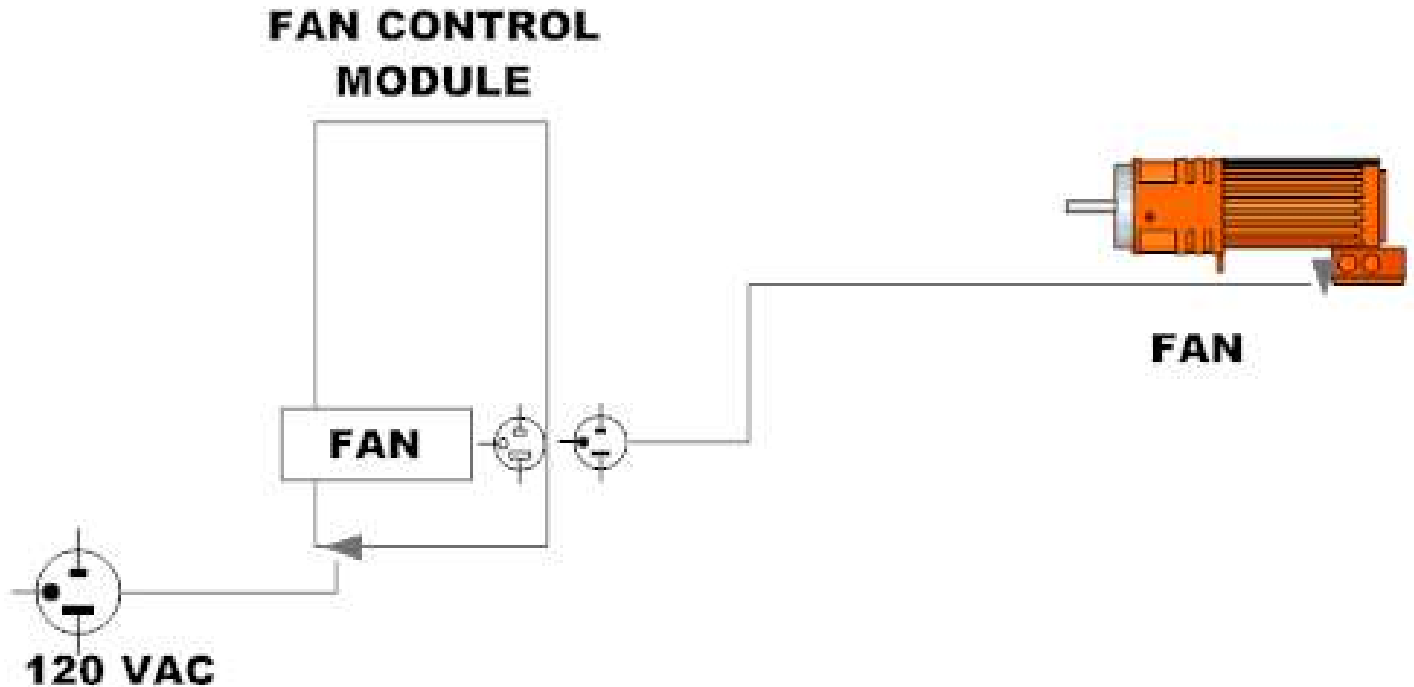 FAN CONTROL
MODULE
FAN
FAN
120 VAC